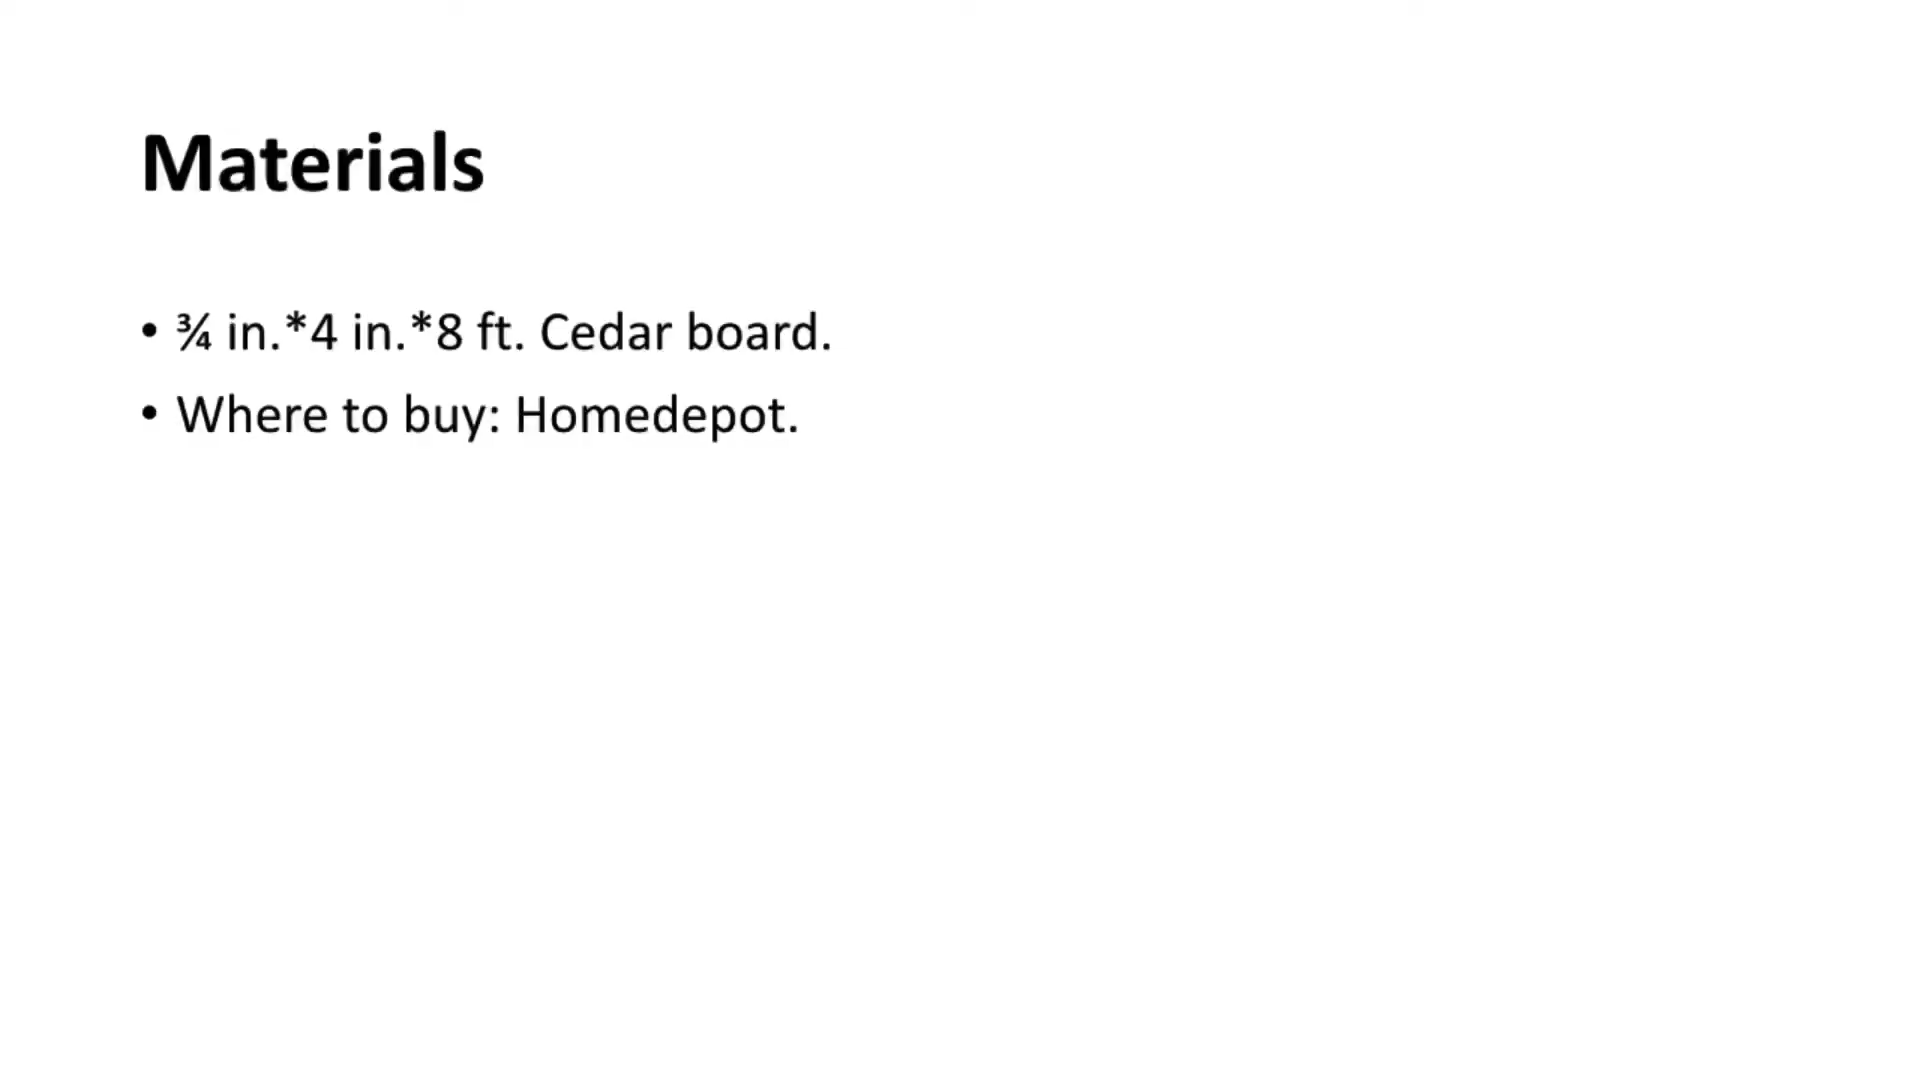 Materials
• ¾ in.*4 in.*8 ft. Cedar board.
• Where to buy: Homedepot.